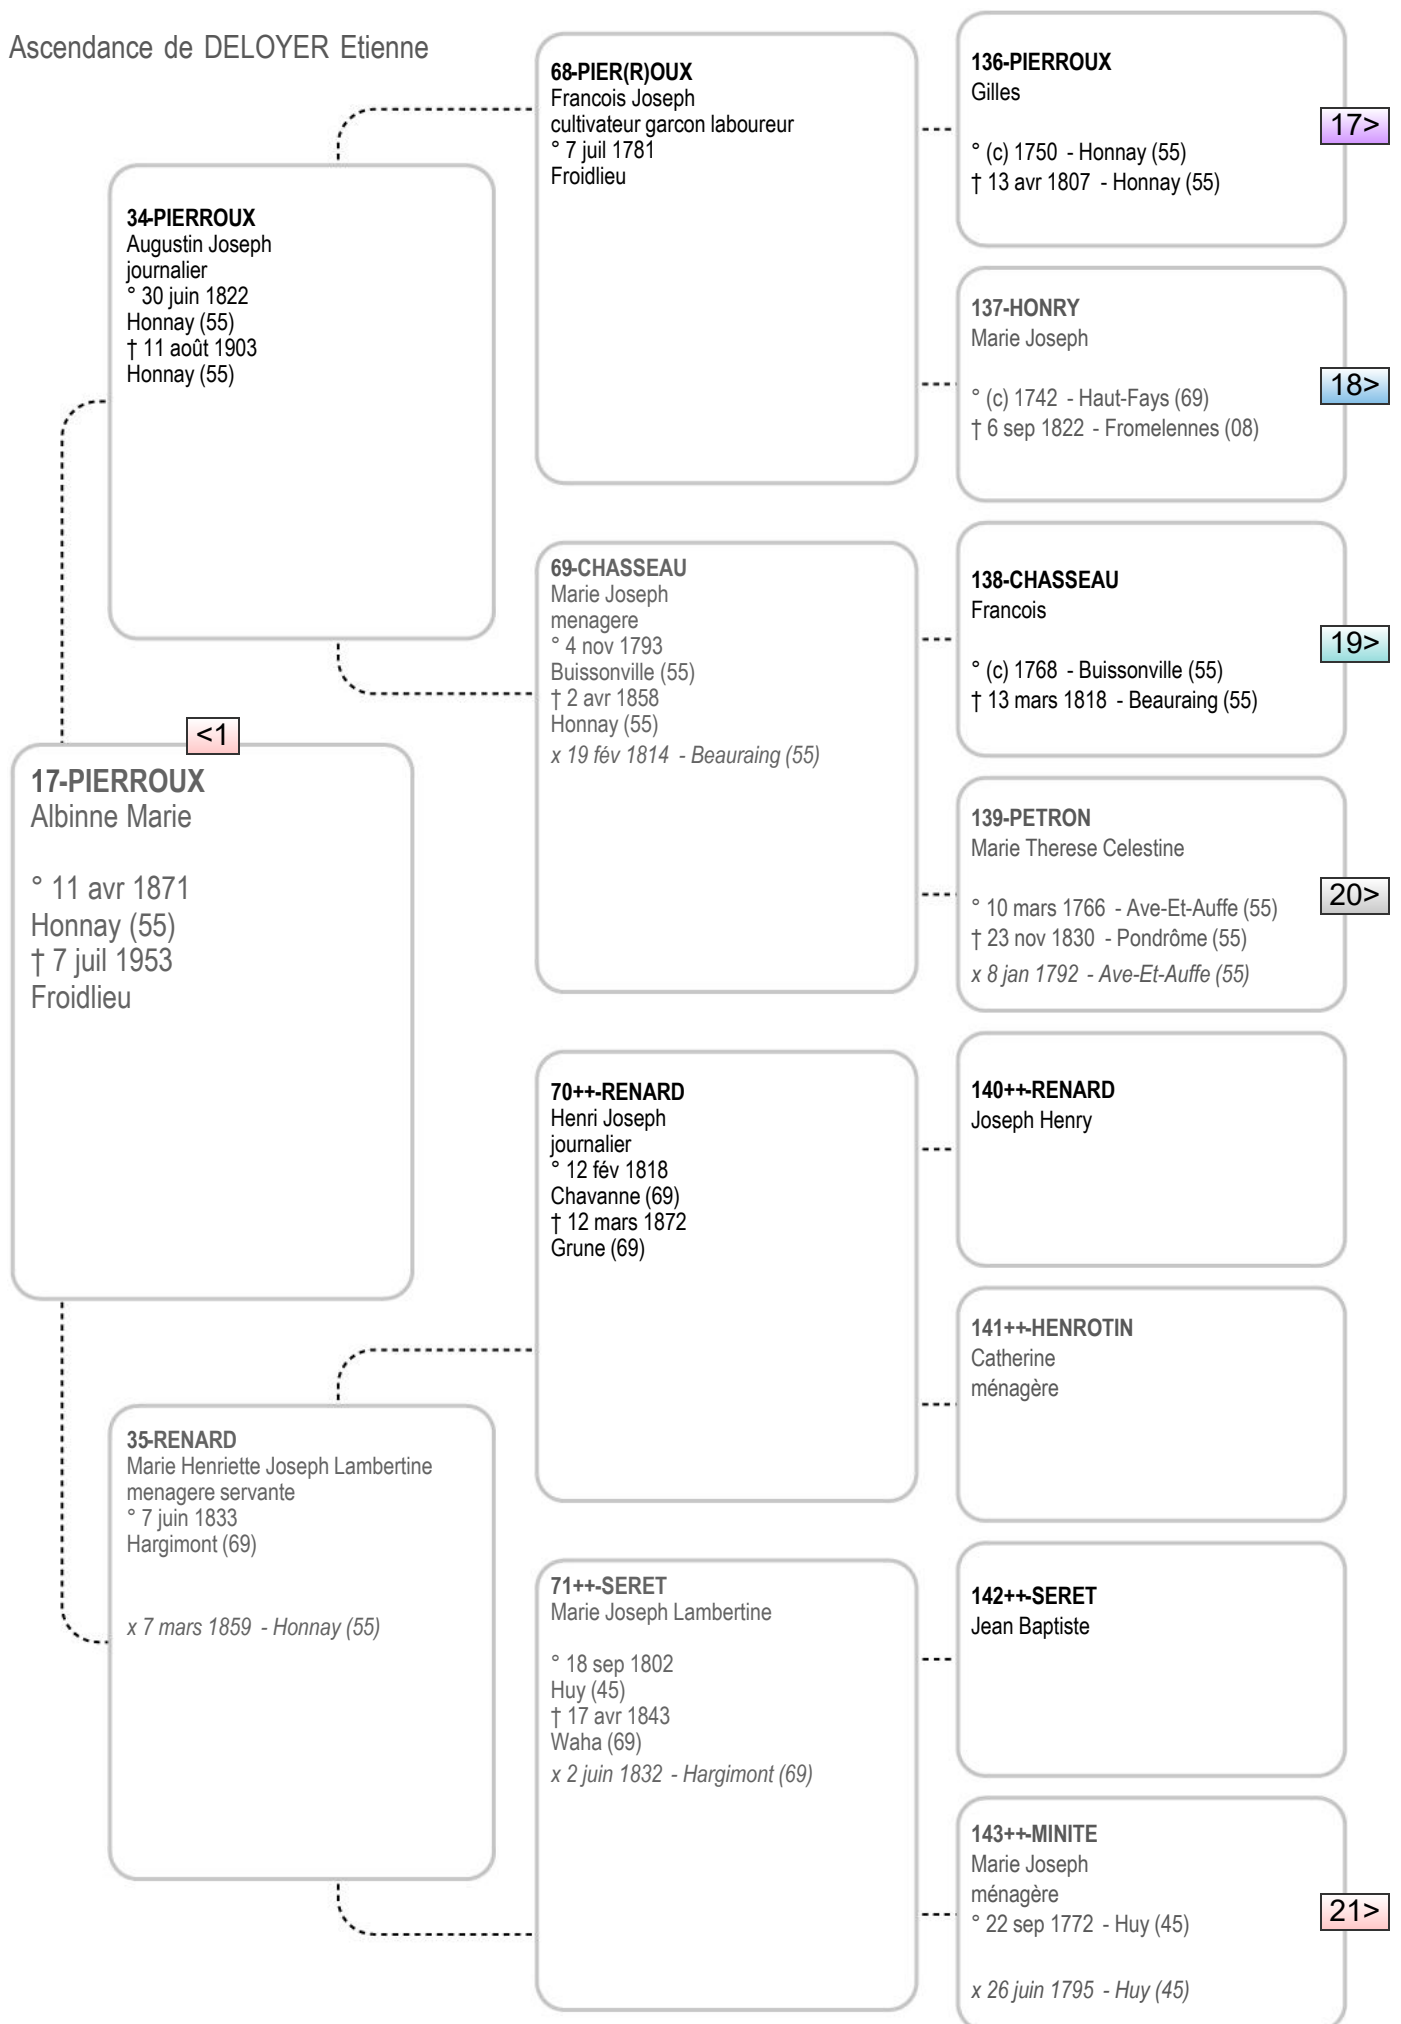 Ascendance de DELOYER Etienne
<1
17-PIERROUX
Albinne Marie
° 11 avr 1871
Honnay (55)
† 7 juil 1953
Froidlieu
34-PIERROUX
Augustin Joseph
journalier
° 30 juin 1822
Honnay (55)
† 11 août 1903
Honnay (55)
35-RENARD
Marie Henriette Joseph Lambertine
menagere servante
° 7 juin 1833
Hargimont (69)
x 7 mars 1859 - Honnay (55)
68-PIER(R)OUX
Francois Joseph
cultivateur garcon laboureur
° 7 juil 1781
Froidlieu
69-CHASSEAU
Marie Joseph
menagere
° 4 nov 1793
Buissonville (55)
† 2 avr 1858
Honnay (55)
x 19 fév 1814 - Beauraing (55)
70++-RENARD
Henri Joseph
journalier
° 12 fév 1818
Chavanne (69)
† 12 mars 1872
Grune (69)
71++-SERET
Marie Joseph Lambertine
° 18 sep 1802
Huy (45)
† 17 avr 1843
Waha (69)
x 2 juin 1832 - Hargimont (69)
136-PIERROUX
Gilles
° (c) 1750 - Honnay (55)
† 13 avr 1807 - Honnay (55)
17>
137-HONRY
Marie Joseph
° (c) 1742 - Haut-Fays (69)
† 6 sep 1822 - Fromelennes (08)
18>
138-CHASSEAU
Francois
° (c) 1768 - Buissonville (55)
† 13 mars 1818 - Beauraing (55)
19>
139-PETRON
Marie Therese Celestine
° 10 mars 1766 - Ave-Et-Auffe (55)
† 23 nov 1830 - Pondrôme (55)
x 8 jan 1792 - Ave-Et-Auffe (55)
20>
140++-RENARD
Joseph Henry
141++-HENROTIN
Catherine
ménagère
142++-SERET
Jean Baptiste
143++-MINITE
Marie Joseph
ménagère
° 22 sep 1772 - Huy (45)
x 26 juin 1795 - Huy (45)
21>